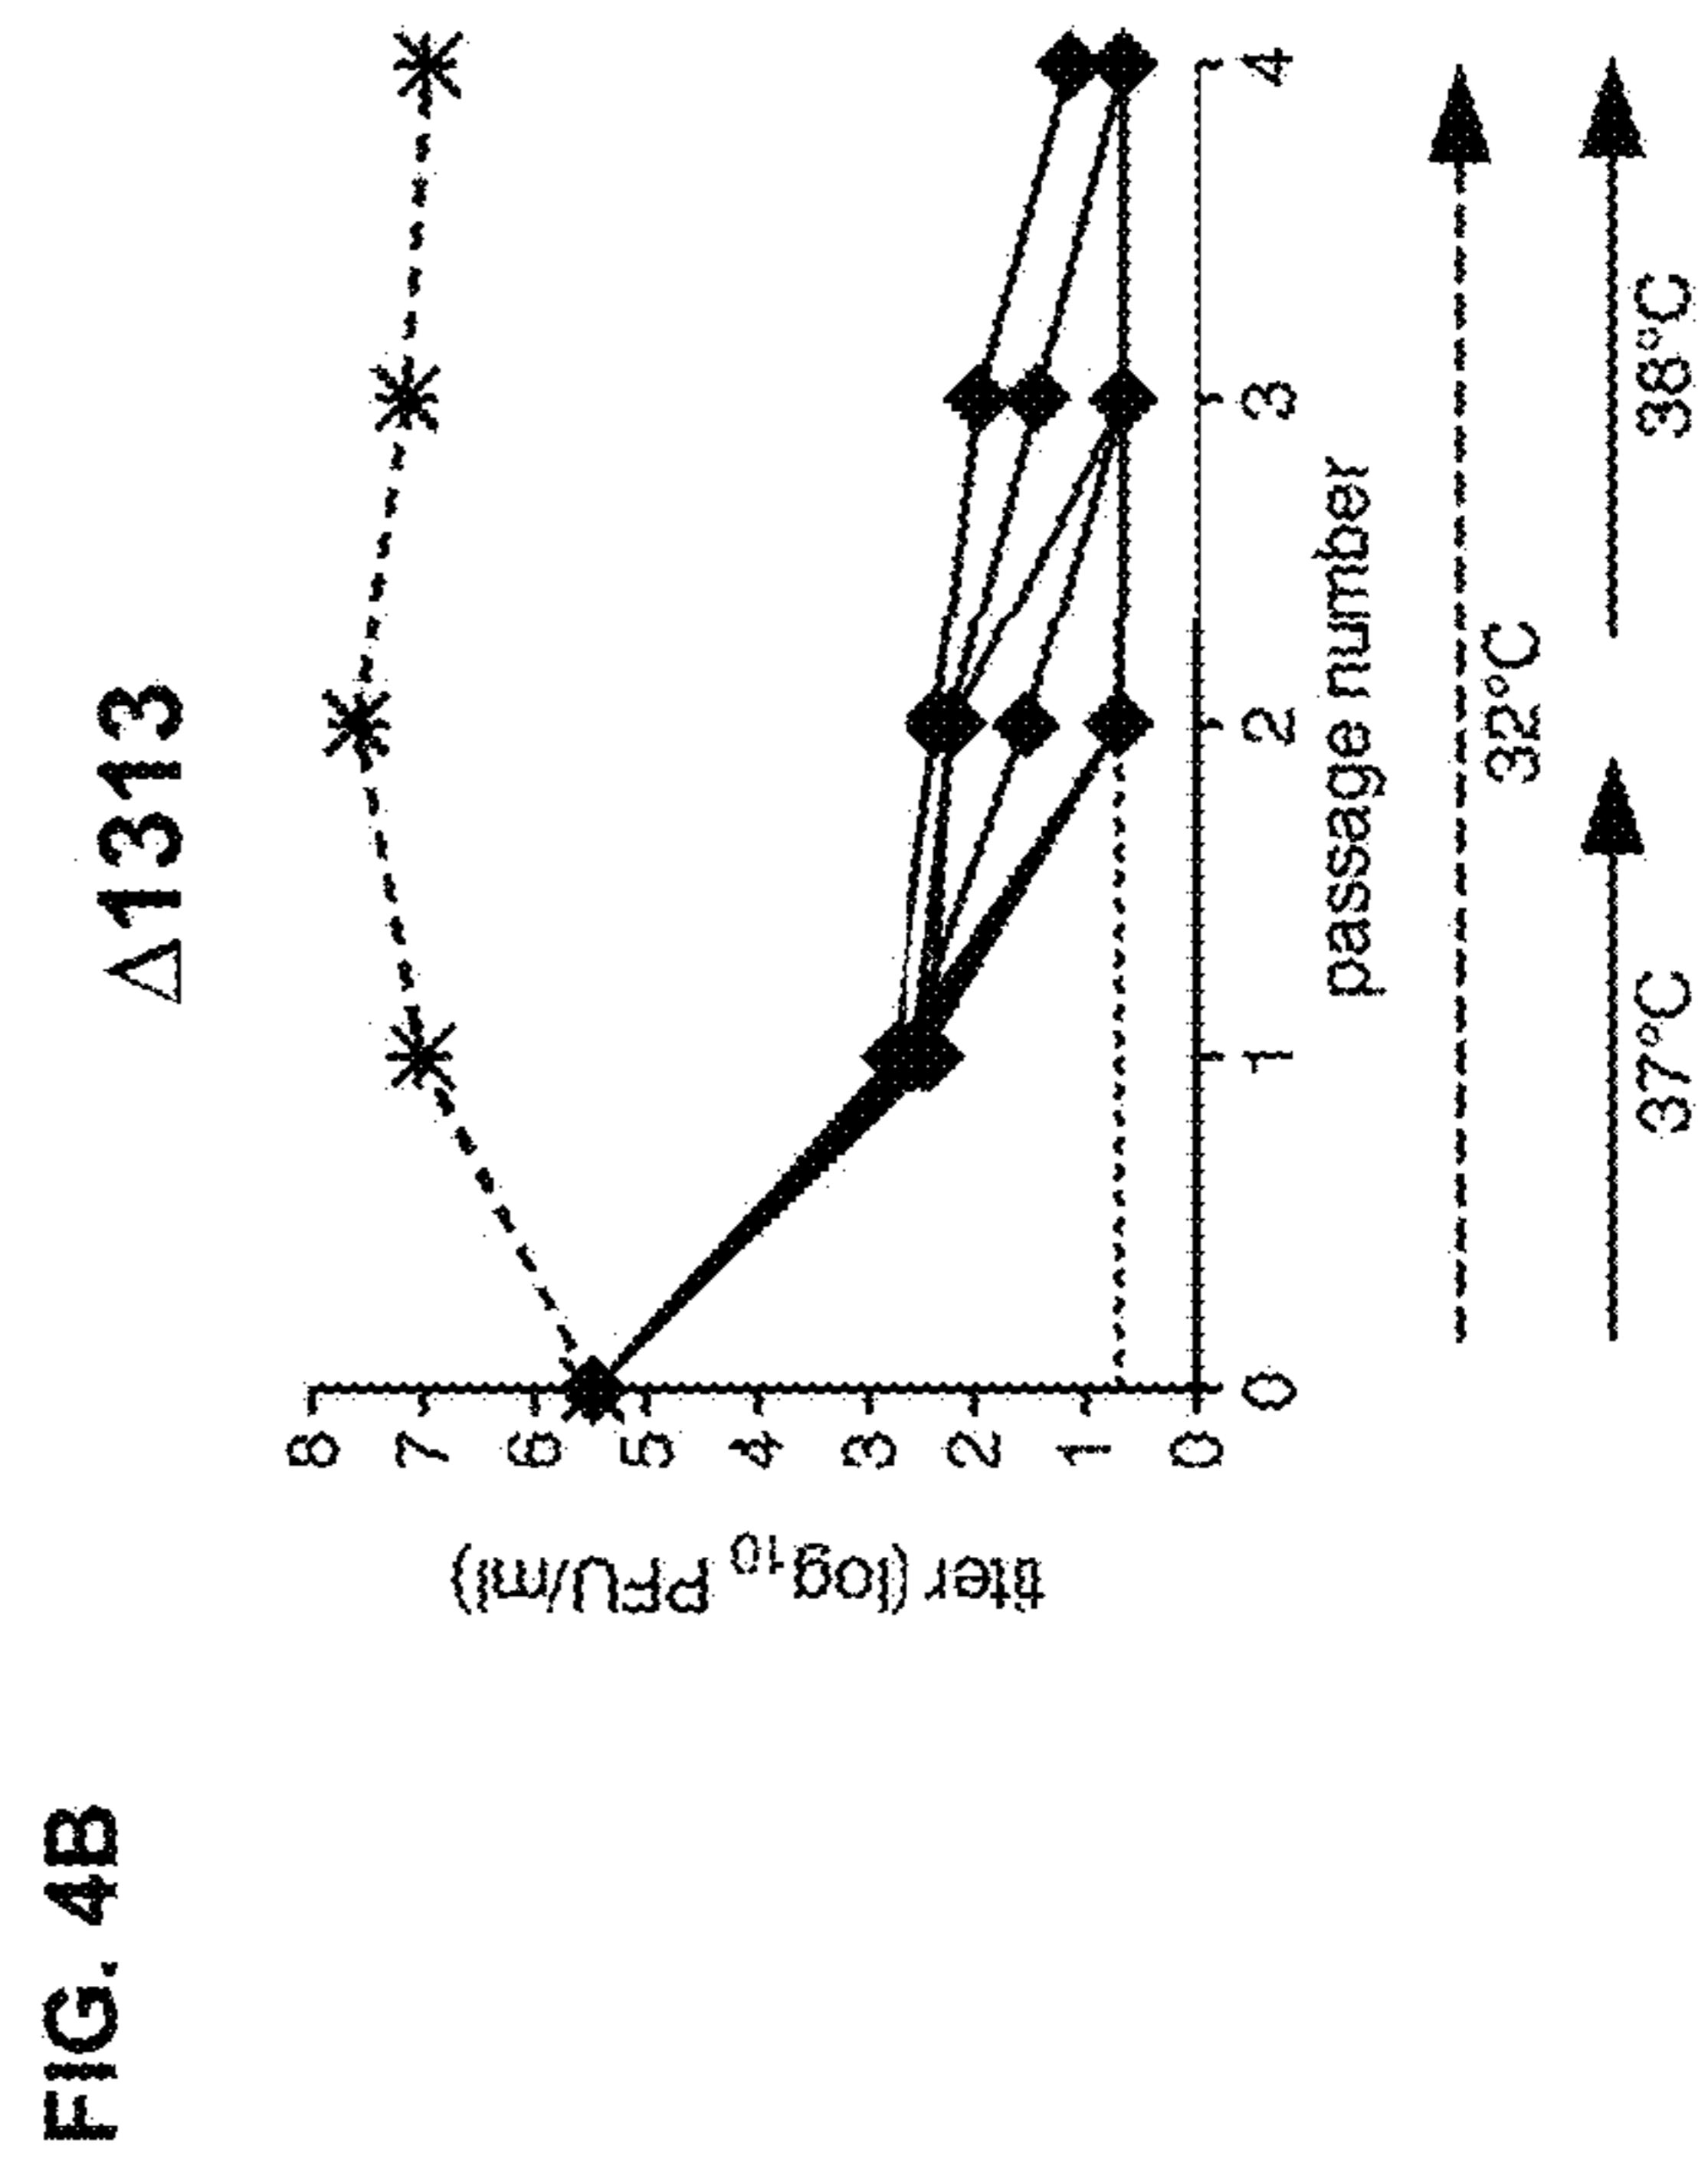 FIG. 4B
Δ1313
titer (log10 PFU/ml)
8
7
6
5
4
3
2
1
0
0 1 2 3 4
passage number
32°C
37°C 38°C